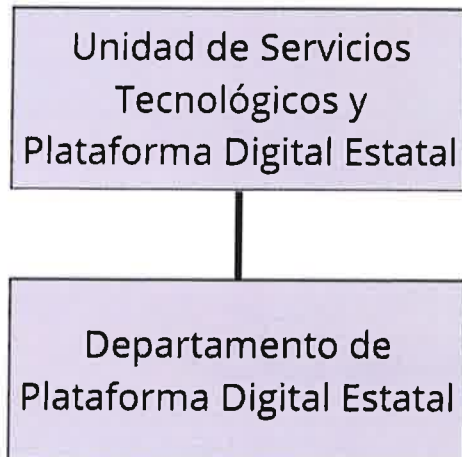 Unidad de Servicios
Tecnológicos y
Plataforma Digital Estatal
Departamento de
Plataforma Digital Estatal